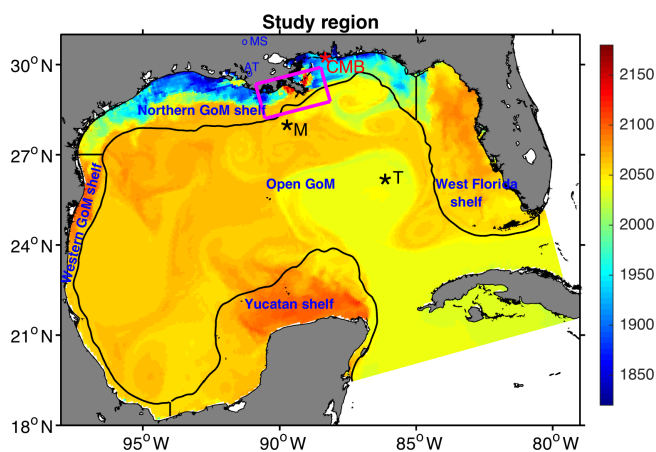 Study region
MS
30°N
AT
CMB
2150
Northern GoM shelf
2100
M
27°N
2050
Western GoM shelf
Open GoM
T
West Florida
shelf
2000
24°N
1950
Yucatan shelf
1900
21°N
1850
18°N
95°W
90°W
85°W
80°W